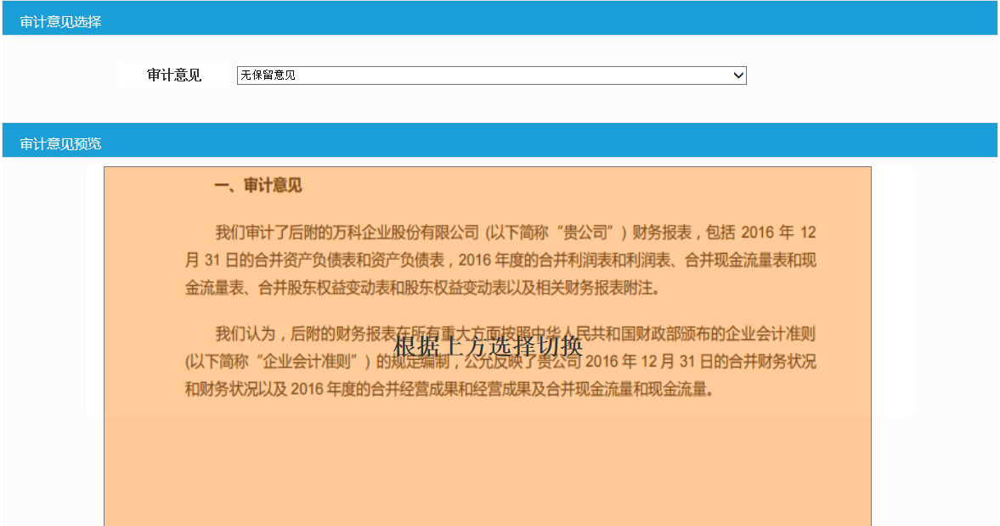 审计意见选择
审计意见
无保留意见
审计意见预览
一、审计意见
我们审计了后附的万科企业股份有限公司 (以下简称“贵公司”) 财务报表，包括 2016 年 12
月 31 日的合并资产负债表和资产负债表，2016 年度的合并利润表和利润表、合并现金流量表和现
金流量表、合并股东权益变动表和股东权益变动表以及相关财务报表附注。
我们认为，后附的财务报表在所有重大方面按照中华人民共和国财政部颁布的企业会计准则
根据上方选择切换
(以下简称“企业会计准则”) 的规定编制，公允反映了贵公司 2016 年 12 月 31 日的合并财务状况
和财务状况以及 2016 年度的合并经营成果和经营成果及合并现金流量和现金流量。